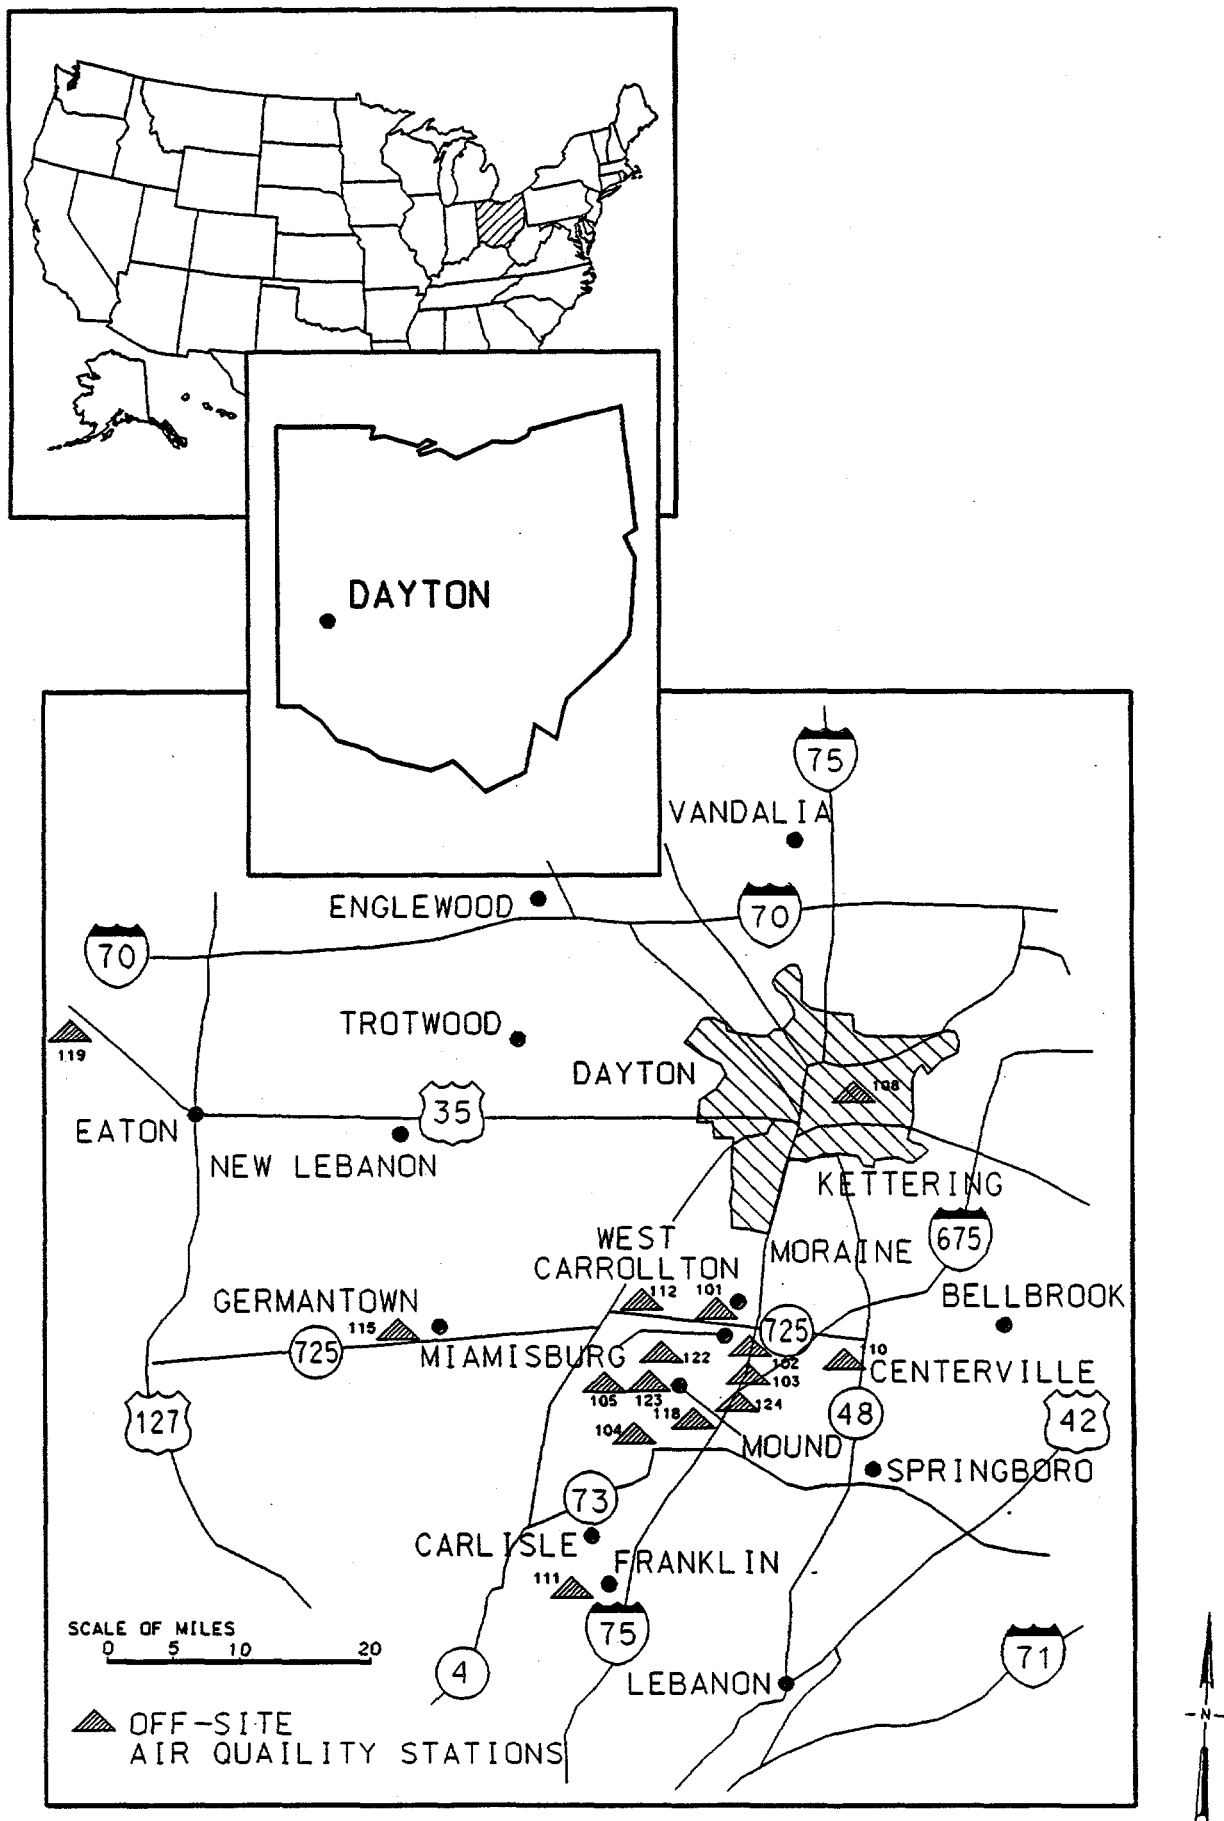 DAYTON
75
VANDALIA
ENGLEWOOD
70
70
TROTWOOD
119
DAYTON
108
35
EATON
NEW LEBANON
KETTERING
WEST
CARROLLTON
MORAINE
675
112
101
GERMANTOWN
BELLBROOK
115
725
725
MIAMISBURG
122
102
10
CENTERVILLE
103
105
123
124
127
118
48
42
104
MOUND
SPRINGBORO
73
CARLISLE
FRANKLIN
111
SCALE OF MILES
0 5 10 20
75
71
4
LEBANON
OFF-SITE
AIR QUAILITY STATIONS
-N-